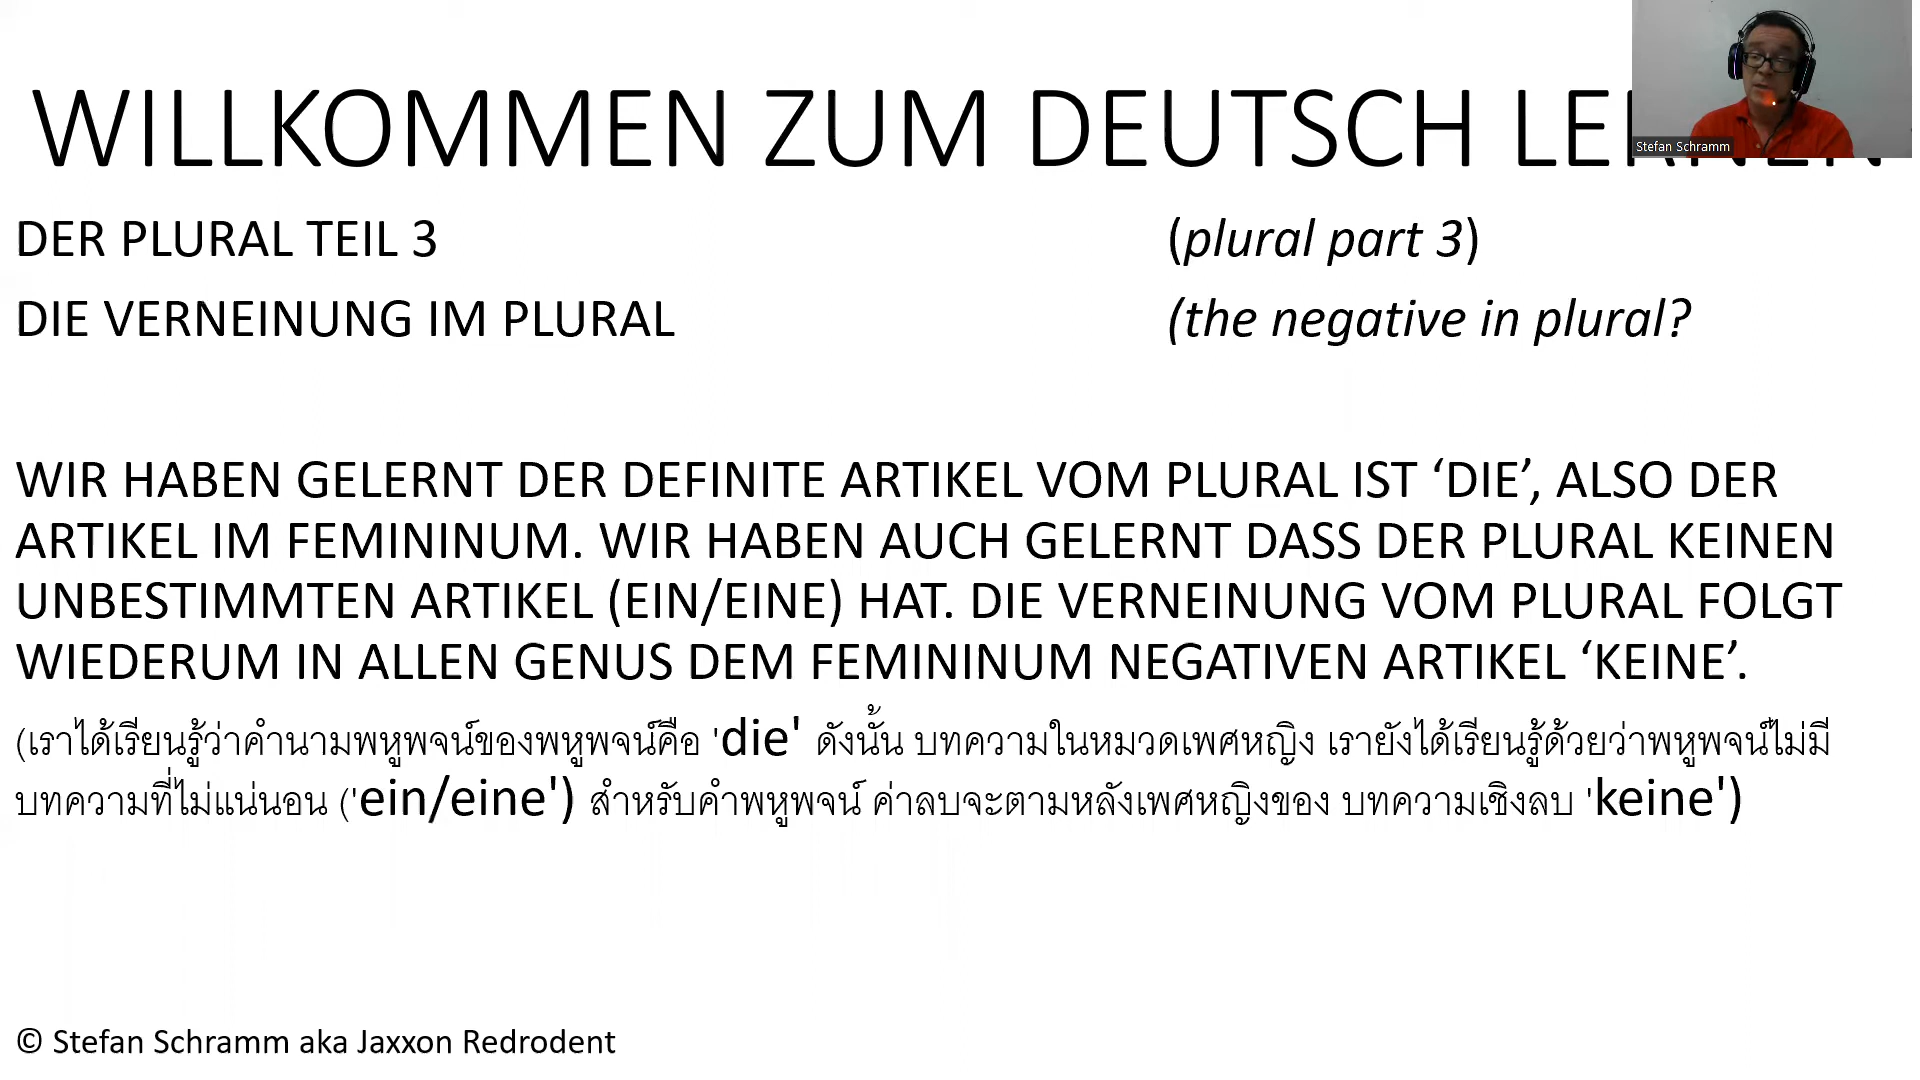 WILLKOMMEN ZUM DEUTSCH LERNEN
Stefan Schramm
DER PLURAL TEIL 3 (plural part 3)
DIE VERNEINUNG IM PLURAL (the negative in plural?
WIR HABEN GELERNT DER DEFINITE ARTIKEL VOM PLURAL IST ‘DIE’, ALSO DER
ARTIKEL IM FEMININUM. WIR HABEN AUCH GELERNT DASS DER PLURAL KEINEN
UNBESTIMMTEN ARTIKEL (EIN/EINE) HAT. DIE VERNEINUNG VOM PLURAL FOLGT
WIEDERUM IN ALLEN GENUS DEM FEMININUM NEGATIVEN ARTIKEL ‘KEINE’.
(เราได้เรียนรู้ว่าคำนามพหูพจน์ของพหูพจน์คือ 'die' ดังนั้น บทความในหมวดเพศหญิง เรายังได้เรียนรู้ด้วยว่าพหูพจน์ไม่มี
บทความที่ไม่แน่นอน ('ein/eine') สำหรับคำพหูพจน์ ค่าลบจะตามหลังเพศหญิงของ บทความเชิงลบ 'keine')
© Stefan Schramm aka Jaxxon Redrodent